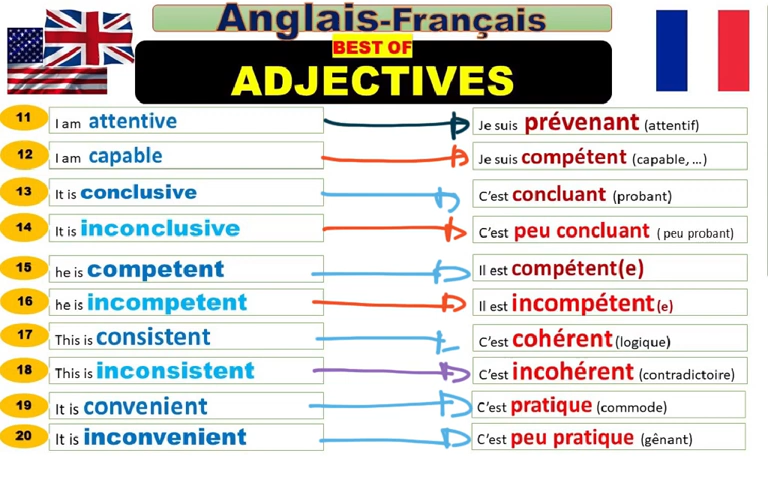 Anglais-Français
BEST OF
ADJECTIVES
11 I am attentive Je suis prévenant (attentif)
12 I am capable Je suis compétent (capable, ...)
13 It is conclusive C'est concluant (probant)
14 It is inconclusive C'est peu concluant ( peu probant)
15 he is competent Il est compétent(e)
16 he is incompetent Il est incompétent(e)
17 This is consistent C'est cohérent (logique)
18 This is inconsistent C'est incohérent (contradictoire)
19 It is convenient C'est pratique (commode)
20 It is inconvenient C'est peu pratique (gênant)